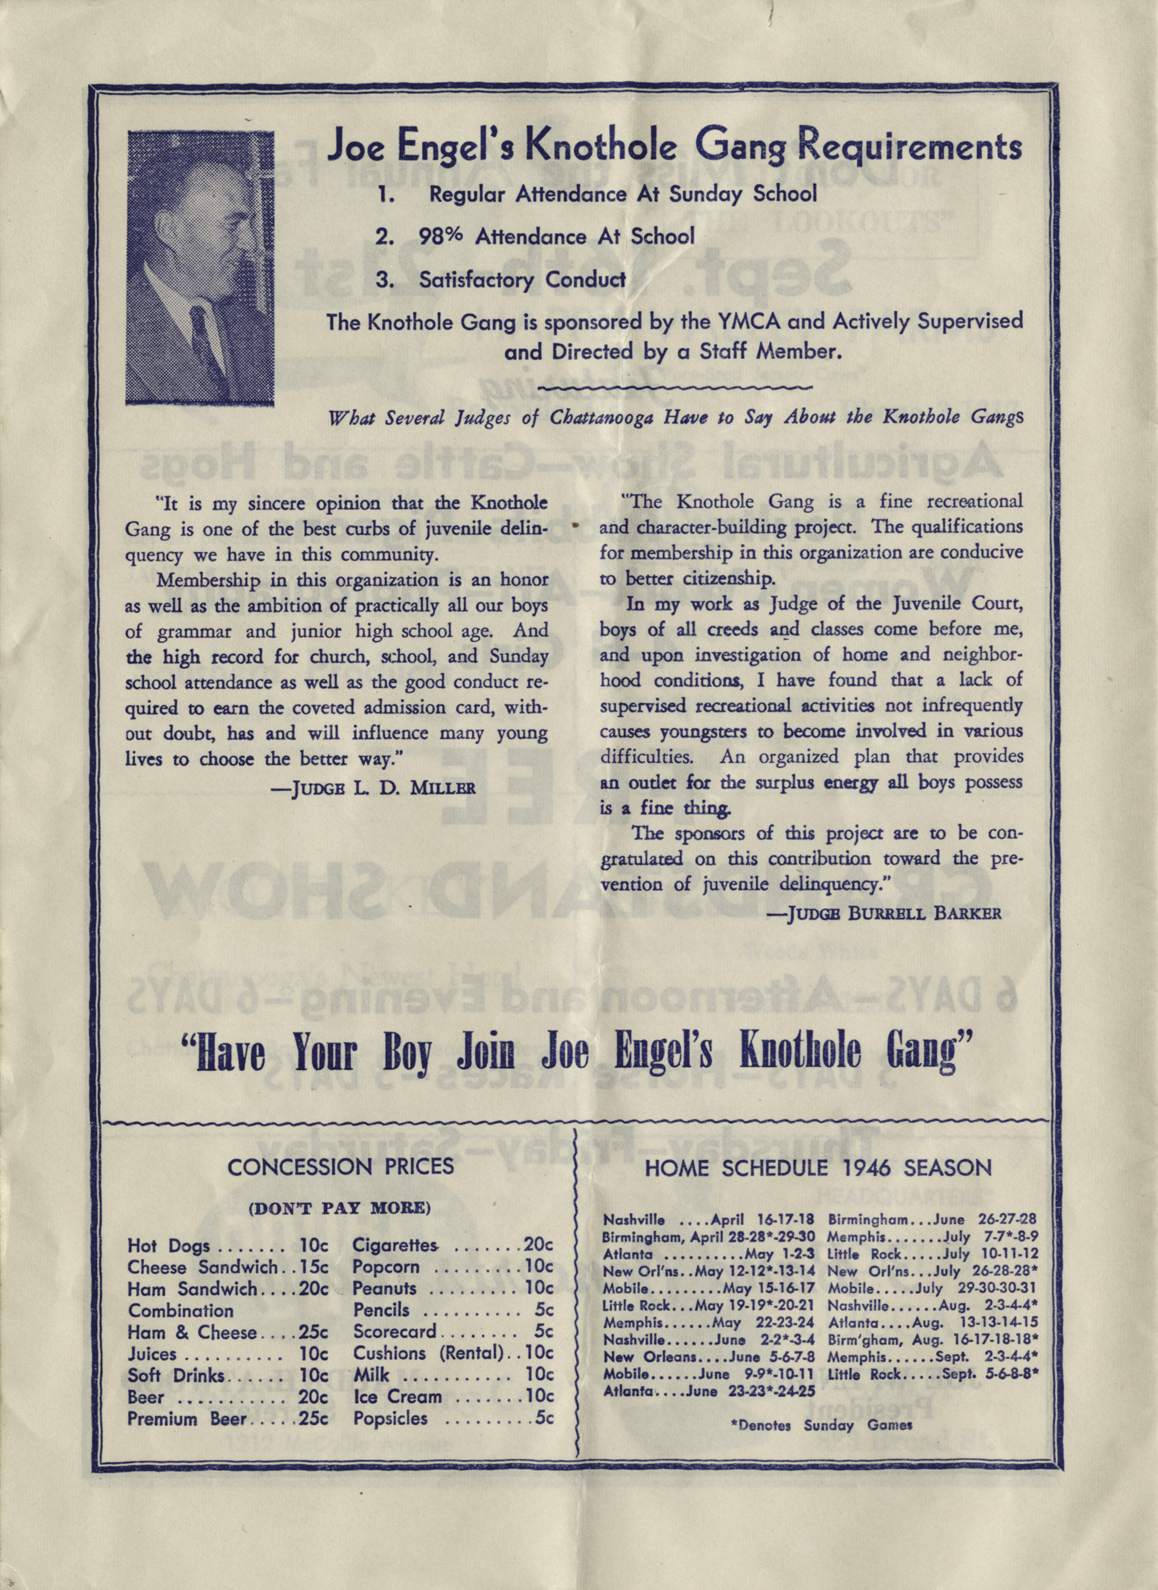 Joe Engel's Knothole Gang Requirements
1. Regular Attendance At Sunday School
2. 98% Attendance At School
3. Satisfactory Conduct
The Knothole Gang is sponsored by the YMCA and Actively Supervised
and Directed by a Staff Member.
What Several Judges of Chattanooga Have to Say About the Knothole Gangs
"It is my sincere opinion that the Knothole
Gang is one of the best curbs of juvenile delin-
quency we have in this community.
Membership in this organization is an honor
as well as the ambition of practically all our boys
of grammar and junior high school age. And
the high record for church, school, and Sunday
school attendance as well as the good conduct re-
quired to earn the coveted admission card, with-
out doubt, has and will influence many young
lives to choose the better way."
—JUDGE L. D. MILLER
"The Knothole Gang is a fine recreational
and character-building project. The qualifications
for membership in this organization are conducive
to better citizenship.
In my work as Judge of the Juvenile Court,
boys of all creeds and classes come before me,
and upon investigation of home and neighbor-
hood conditions, I have found that a lack of
supervised recreational activities not infrequently
causes youngsters to become involved in various
difficulties. An organized plan that provides
an outlet for the surplus energy all boys possess
is a fine thing.
The sponsors of this project are to be con-
gratulated on this contribution toward the pre-
vention of juvenile delinquency."
—JUDGE BURRELL BARKER
"Have Your Boy Join Joe Engel's Knothole Gang"
CONCESSION PRICES
(DON'T PAY MORE)
Hot Dogs ....... 10c
Cheese Sandwich..15c
Ham Sandwich....20c
Combination
Ham & Cheese....25c
Juices .......... 10c
Soft Drinks...... 10c
Beer ........... 20c
Premium Beer.....25c
Cigarettes .......20c
Popcorn .........10c
Peanuts ......... 10c
Pencils .......... 5c
Scorecard........ 5c
Cushions (Rental)..10c
Milk ........... 10c
Ice Cream .......10c
Popsicles .........5c
HOME SCHEDULE 1946 SEASON
Nashville ....April 16-17-18
Birmingham, April 28-28*-29-30
Atlanta ..........May 1-2-3
New Orl'ns..May 12-12*-13-14
Mobile.........May 15-16-17
Little Rock...May 19-19*-20-21
Memphis......May 22-23-24
Nashville......June 2-2*-3-4
New Orleans....June 5-6-7-8
Mobile......June 9-9*-10-11
Atlanta....June 23-23*-24-25
Birmingham...June 26-27-28
Memphis.......July 7-7*-8-9
Little Rock.....July 10-11-12
New Orl'ns...July 26-28-28*
Mobile.....July 29-30-30-31
Nashville......Aug. 2-3-4-4*
Atlanta....Aug. 13-13-14-15
Birm'gham, Aug. 16-17-18-18*
Memphis......Sept. 2-3-4-4*
Little Rock.....Sept. 5-6-8-8*
*Denotes Sunday Games